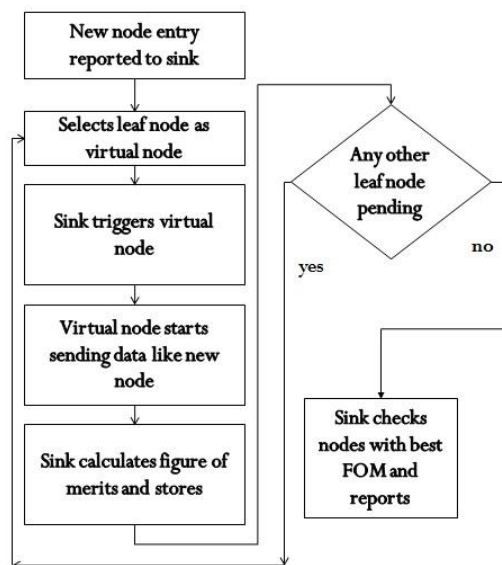 New node entry
reported to sink
Selects leaf node as
virtual node
Sink triggers virtual
node
Virtual node starts
sending data like new
node
Sink calculates figure of
merits and stores
Any other
leaf node
pending
yes
no
Sink checks
nodes with best
FOM and
reports